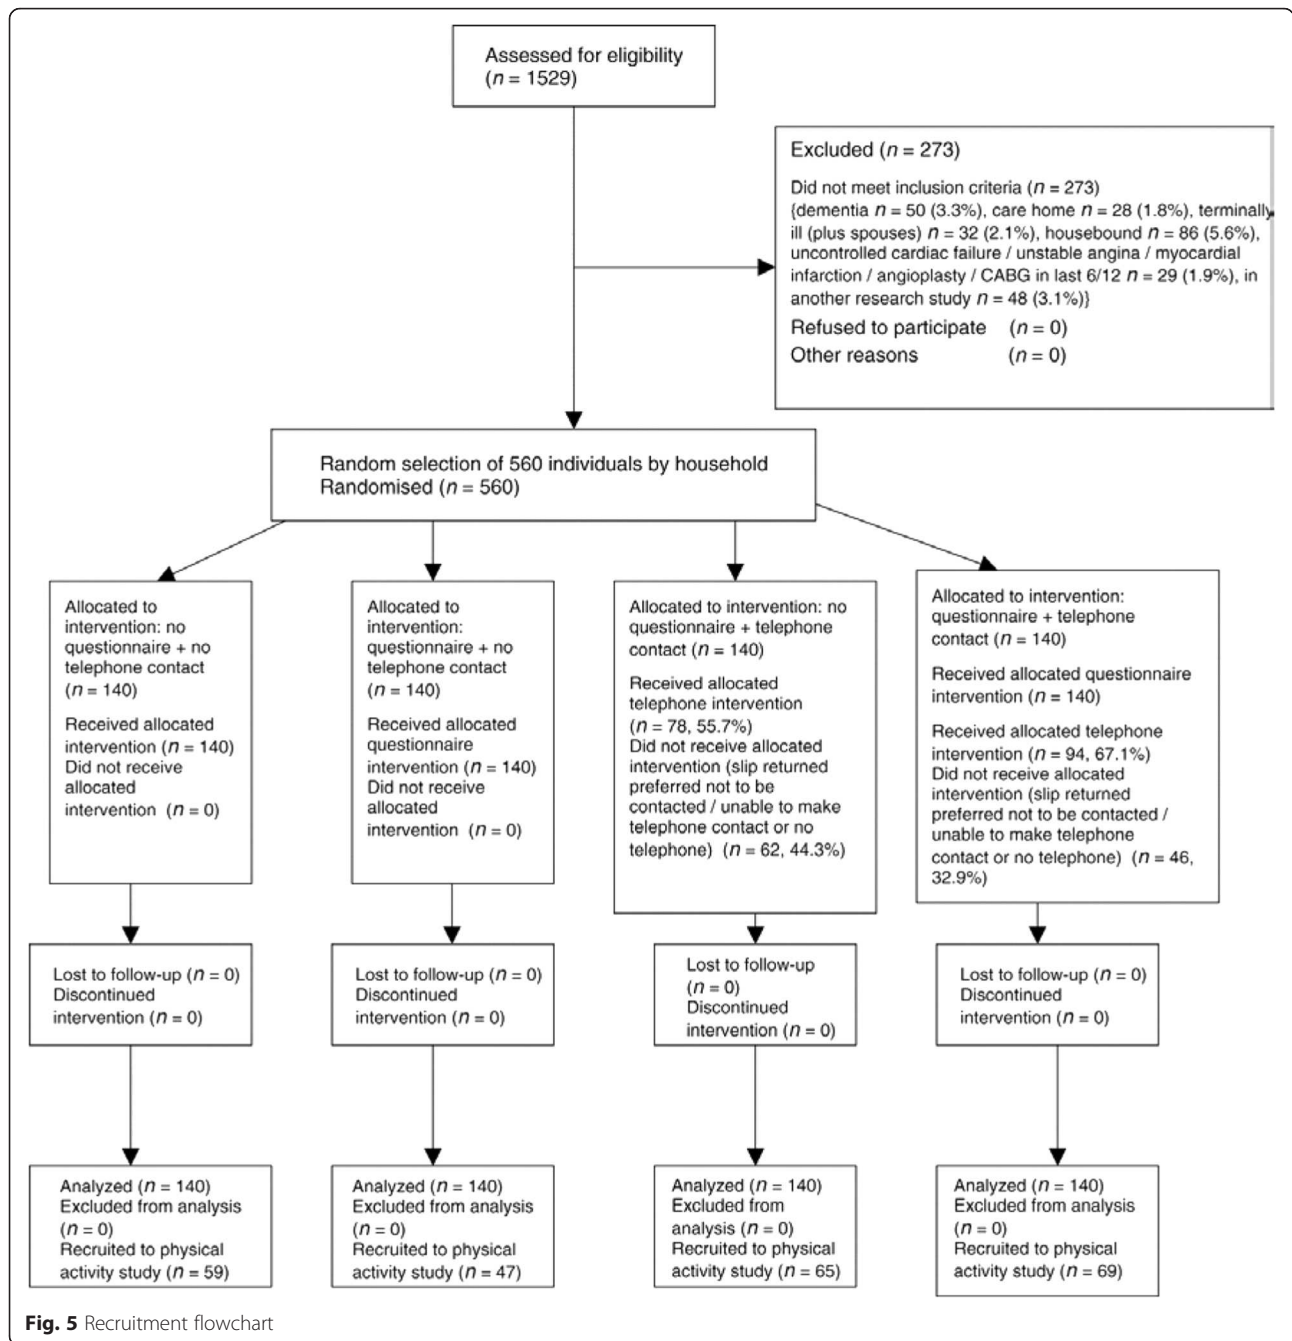 Assessed for eligibility
(n = 1529)
Excluded (n = 273)
Did not meet inclusion criteria (n = 273)
{dementia n = 50 (3.3%), care home n = 28 (1.8%), terminally
ill (plus spouses) n = 32 (2.1%), housebound n = 86 (5.6%),
uncontrolled cardiac failure / unstable angina / myocardial
infarction / angioplasty / CABG in last 6/12 n = 29 (1.9%), in
another research study n = 48 (3.1%)}
Refused to participate (n = 0)
Other reasons (n = 0)
Random selection of 560 individuals by household
Randomised (n = 560)
Allocated to
intervention: no
questionnaire + no
telephone contact
(n = 140)
Received allocated
intervention (n = 140)
Did not receive
allocated
intervention (n = 0)
Allocated to
intervention:
questionnaire + no
telephone contact
(n = 140)
Received allocated
questionnaire
intervention (n = 140)
Did not receive
allocated
intervention (n = 0)
Allocated to intervention: no
questionnaire + telephone
contact (n = 140)
Received allocated
telephone intervention
(n = 78, 55.7%)
Did not receive allocated
intervention (slip returned
preferred not to be
contacted / unable to make
telephone contact or no
telephone) (n = 62, 44.3%)
Allocated to intervention:
questionnaire + telephone
contact (n = 140)
Received allocated questionnaire
intervention (n = 140)
Received allocated telephone
intervention (n = 94, 67.1%)
Did not receive allocated
intervention (slip returned
preferred not to be contacted /
unable to make telephone
contact or no telephone) (n = 46,
32.9%)
Lost to follow-up (n = 0)
Discontinued
intervention (n = 0)
Lost to follow-up (n = 0)
Discontinued
intervention (n = 0)
Lost to follow-up
(n = 0)
Discontinued
intervention (n = 0)
Lost to follow-up (n = 0)
Discontinued
intervention (n = 0)
Analyzed (n = 140)
Excluded from analysis
(n = 0)
Recruited to physical
activity study (n = 59)
Analyzed (n = 140)
Excluded from analysis
(n = 0)
Recruited to physical
activity study (n = 47)
Analyzed (n = 140)
Excluded from
analysis (n = 0)
Recruited to physical
activity study (n = 65)
Analyzed (n = 140)
Excluded from analysis
(n = 0)
Recruited to physical
activity study (n = 69)
Fig. 5 Recruitment flowchart